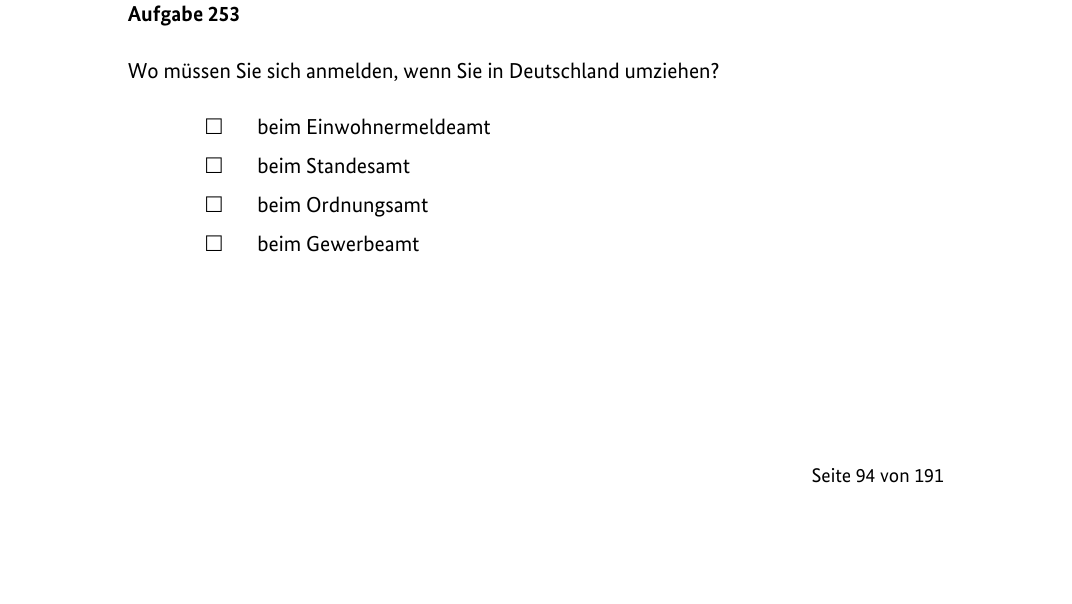 Aufgabe 253
Wo müssen Sie sich anmelden, wenn Sie in Deutschland umziehen?
☐ beim Einwohnermeldeamt
☐ beim Standesamt
☐ beim Ordnungsamt
☐ beim Gewerbeamt
Seite 94 von 191